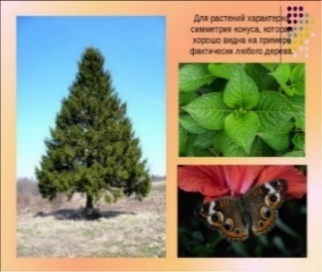 Для растений характерна
симметрия конуса, которая
хорошо видна на примере
фактически любого дерева.